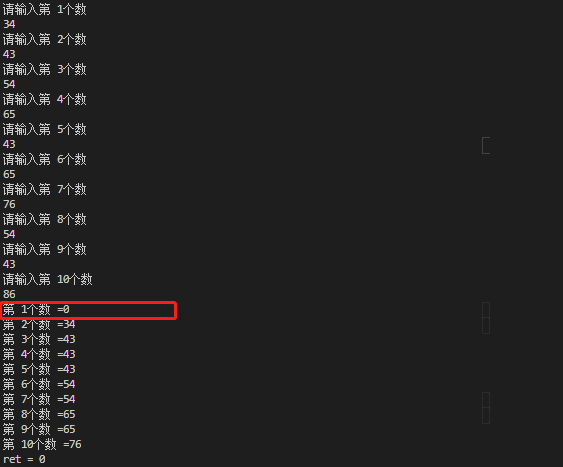 请输入第 1个数
34
请输入第 2个数
43
请输入第 3个数
54
请输入第 4个数
65
请输入第 5个数
43
请输入第 6个数
65
请输入第 7个数
76
请输入第 8个数
54
请输入第 9个数
43
请输入第 10个数
86
第 1个数 =0
第 2个数 =34
第 3个数 =43
第 4个数 =43
第 5个数 =43
第 6个数 =54
第 7个数 =54
第 8个数 =65
第 9个数 =65
第 10个数 =76
ret = 0